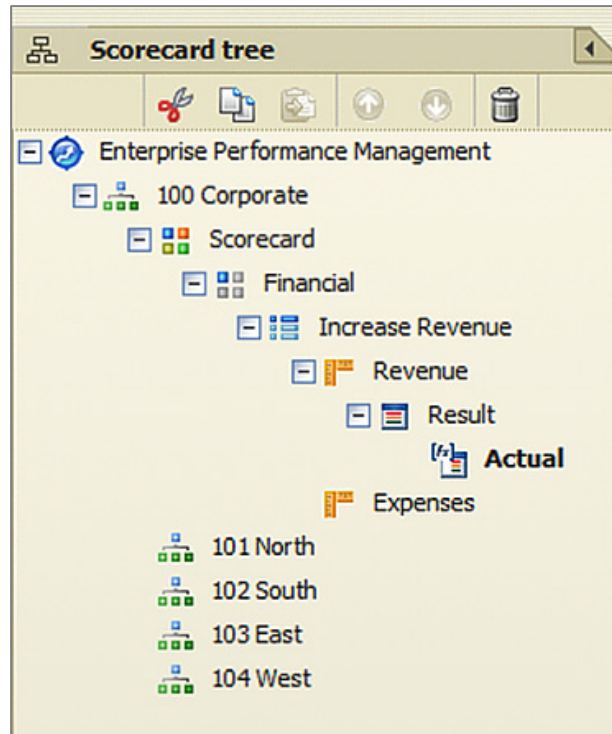 Scorecard tree
Enterprise Performance Management
100 Corporate
Scorecard
Financial
Increase Revenue
Revenue
Result
[fx] Actual
Expenses
101 North
102 South
103 East
104 West